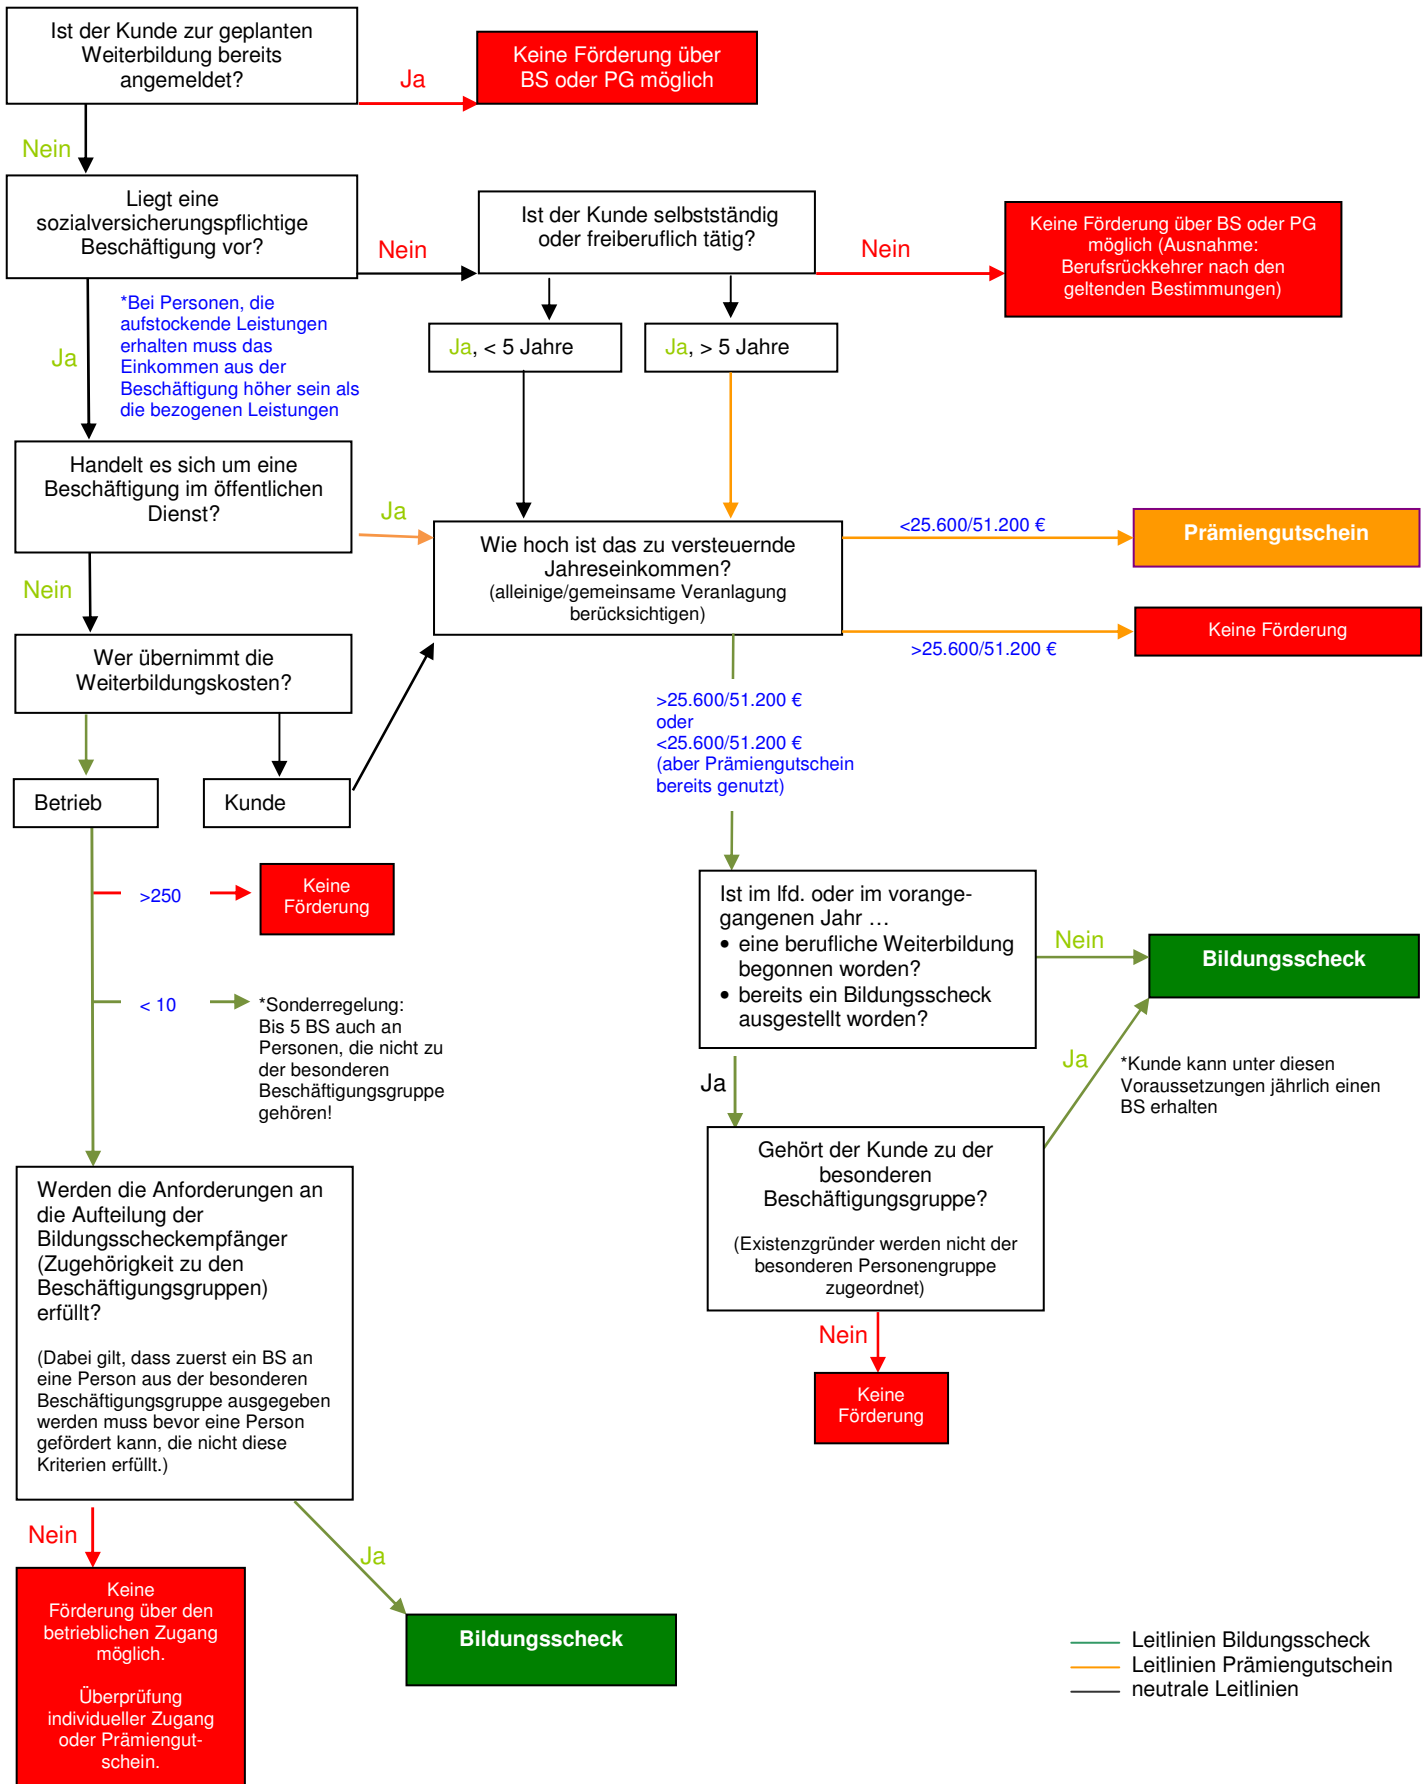 Ist der Kunde zur geplanten
Weiterbildung bereits
angemeldet?
Ja
Keine Förderung über
BS oder PG möglich
Nein
Liegt eine
sozialversicherungspflichtige
Beschäftigung vor?
Nein
Ist der Kunde selbstständig
oder freiberuflich tätig?
Nein
Keine Förderung über BS oder PG
möglich (Ausnahme:
Berufsrückkehrer nach den
geltenden Bestimmungen)
Ja
*Bei Personen, die
aufstockende Leistungen
erhalten muss das
Einkommen aus der
Beschäftigung höher sein als
die bezogenen Leistungen
Ja, < 5 Jahre
Ja, > 5 Jahre
Handelt es sich um eine
Beschäftigung im öffentlichen
Dienst?
Ja
Wie hoch ist das zu versteuernde
Jahreseinkommen?
(alleinige/gemeinsame Veranlagung
berücksichtigen)
<25.600/51.200 €
Prämiengutschein
>25.600/51.200 €
Keine Förderung
Nein
Wer übernimmt die
Weiterbildungskosten?
Betrieb
Kunde
>25.600/51.200 €
oder
<25.600/51.200 €
(aber Prämiengutschein
bereits genutzt)
>250
Keine
Förderung
< 10
*Sonderregelung:
Bis 5 BS auch an
Personen, die nicht zu
der besonderen
Beschäftigungsgruppe
gehören!
Ist im lfd. oder im vorange-
gangenen Jahr …
• eine berufliche Weiterbildung
begonnen worden?
• bereits ein Bildungsscheck
ausgestellt worden?
Nein
Bildungsscheck
Ja
Ja
*Kunde kann unter diesen
Voraussetzungen jährlich einen
BS erhalten
Gehört der Kunde zu der
besonderen
Beschäftigungsgruppe?
(Existenzgründer werden nicht der
besonderen Personengruppe
zugeordnet)
Nein
Keine
Förderung
Werden die Anforderungen an
die Aufteilung der
Bildungsscheckempfänger
(Zugehörigkeit zu den
Beschäftigungsgruppen)
erfüllt?
(Dabei gilt, dass zuerst ein BS an
eine Person aus der besonderen
Beschäftigungsgruppe ausgegeben
werden muss bevor eine Person
gefördert kann, die nicht diese
Kriterien erfüllt.)
Nein
Ja
Keine
Förderung über den
betrieblichen Zugang
möglich.
Überprüfung
individueller Zugang
oder Prämiengut-
schein.
Bildungsscheck
Leitlinien Bildungsscheck
Leitlinien Prämiengutschein
neutrale Leitlinien